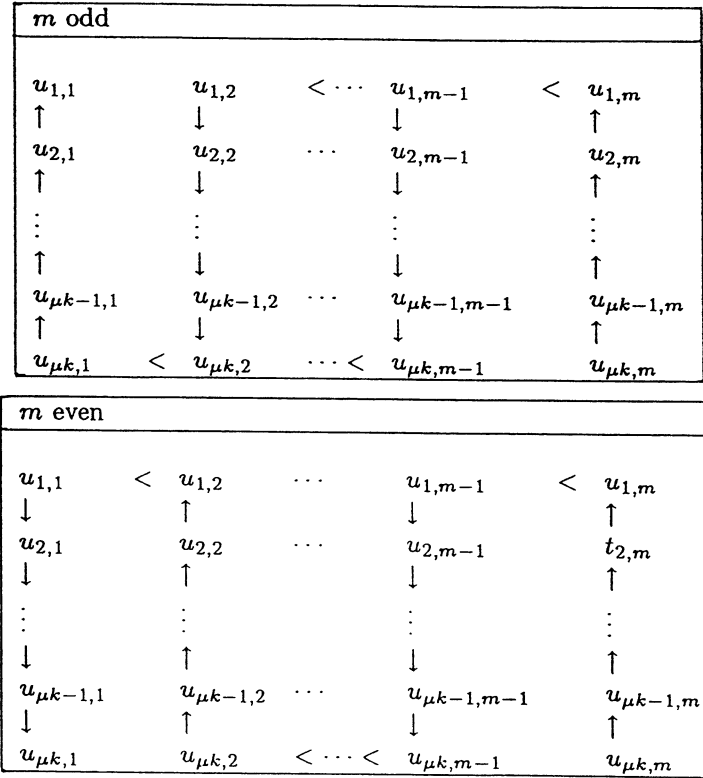 m odd
u_{1,1} u_{1,2} < ··· u_{1,m−1} < u_{1,m}
↑ ↓ ↓ ↑
u_{2,1} u_{2,2} ··· u_{2,m−1} u_{2,m}
↑ ↓ ↓ ↑
⋮ ⋮ ⋮ ⋮
↑ ↓ ↓ ↑
u_{μk−1,1} u_{μk−1,2} ··· u_{μk−1,m−1} u_{μk−1,m}
↑ ↓ ↓ ↑
u_{μk,1} < u_{μk,2} ··· < u_{μk,m−1} u_{μk,m}
m even
u_{1,1} < u_{1,2} ··· u_{1,m−1} < u_{1,m}
↓ ↑ ↓ ↑
u_{2,1} u_{2,2} ··· u_{2,m−1} t_{2,m}
↓ ↑ ↓ ↑
⋮ ⋮ ⋮ ⋮
↓ ↑ ↓ ↑
u_{μk−1,1} u_{μk−1,2} ··· u_{μk−1,m−1} u_{μk−1,m}
↓ ↑ ↓ ↑
u_{μk,1} u_{μk,2} < ··· < u_{μk,m−1} u_{μk,m}